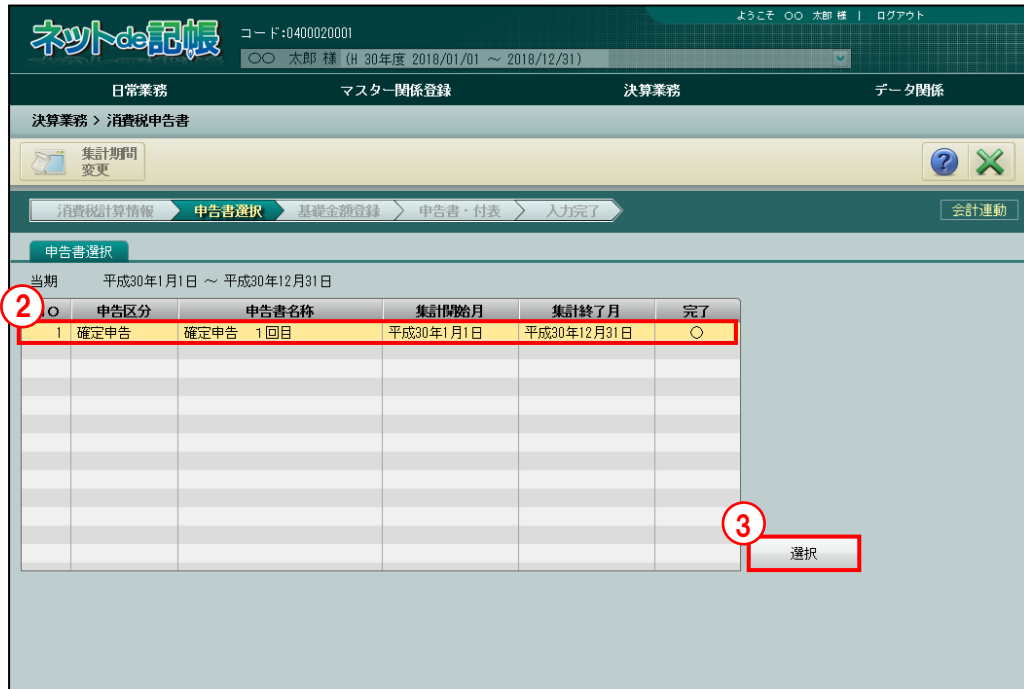 ようこそ 〇〇 太郎 様 | ログアウト
ネットde記帳
コード:0400020001
〇〇 太郎 様 (H 30年度 2018/01/01 ～ 2018/12/31)
日常業務 マスター関係登録 決算業務 データ関係
決算業務 > 消費税申告書
集計期間
変更
?
消費税計算情報 申告書選択 基礎金額登録 申告書・付表 入力完了 会計連動
申告書選択
当期 平成30年1月1日 ～ 平成30年12月31日
②
O 申告区分 申告書名称 集計開始月 集計終了月 完了
1 確定申告 確定申告 1回目 平成30年1月1日 平成30年12月31日 〇
③
選択